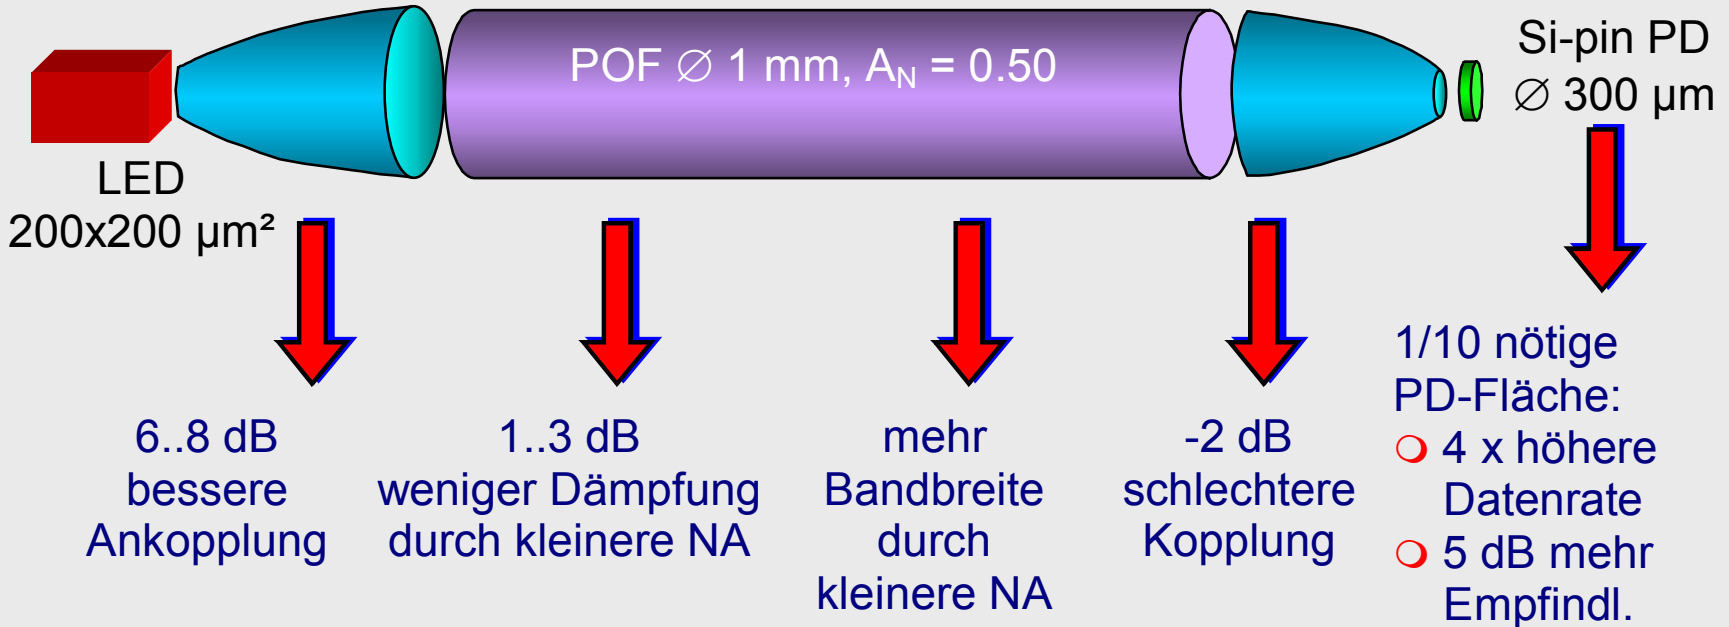 POF ∅ 1 mm, A_N = 0.50
Si-pin PD
∅ 300 µm
LED
200x200 µm²
6..8 dB
bessere
Ankopplung
1..3 dB
weniger Dämpfung
durch kleinere NA
mehr
Bandbreite
durch
kleinere NA
-2 dB
schlechtere
Kopplung
1/10 nötige
PD-Fläche:
❍ 4 x höhere
Datenrate
❍ 5 dB mehr
Empfindl.